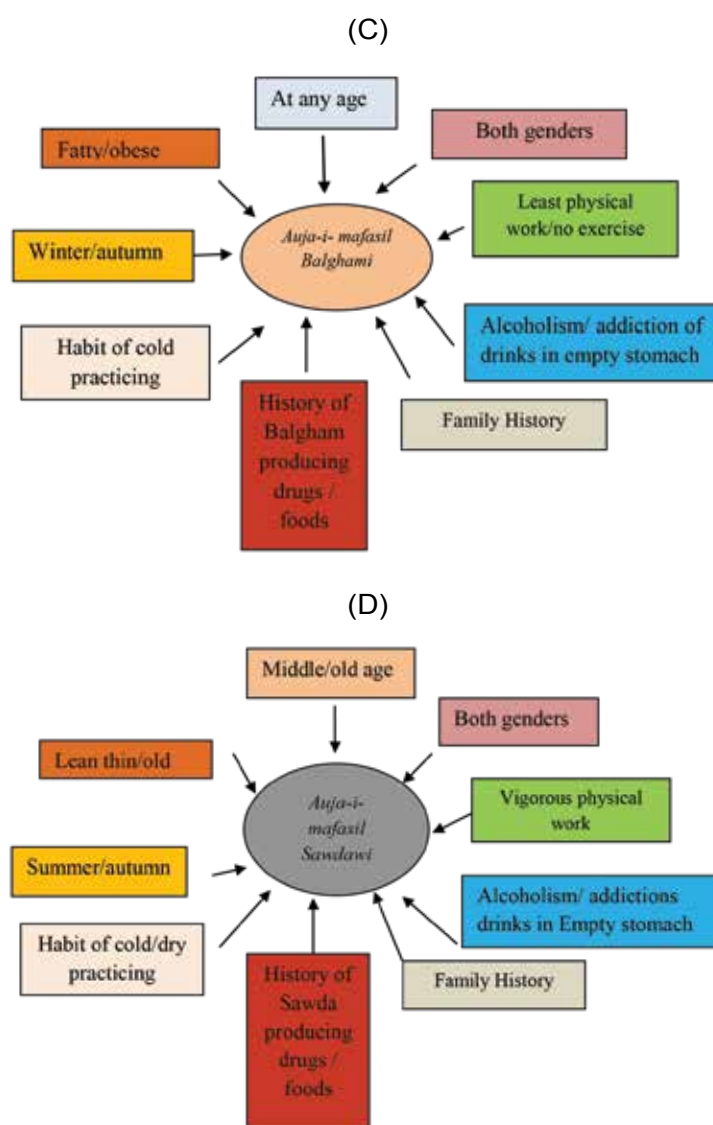 (C)
At any age
Both genders
Fatty/obese
Least physical
work/no exercise
Auja-i- mafasil
Balghami
Winter/autumn
Alcoholism/ addiction of
drinks in empty stomach
Habit of cold
practicing
History of
Balgham
producing
drugs /
foods
Family History
(D)
Middle/old age
Both genders
Lean thin/old
Vigorous physical
work
Auja-i-
mafasil
Sawdawi
Summer/autumn
Alcoholism/ addictions
drinks in Empty stomach
Habit of cold/dry
practicing
History of
Sawda
producing
drugs /
foods
Family History